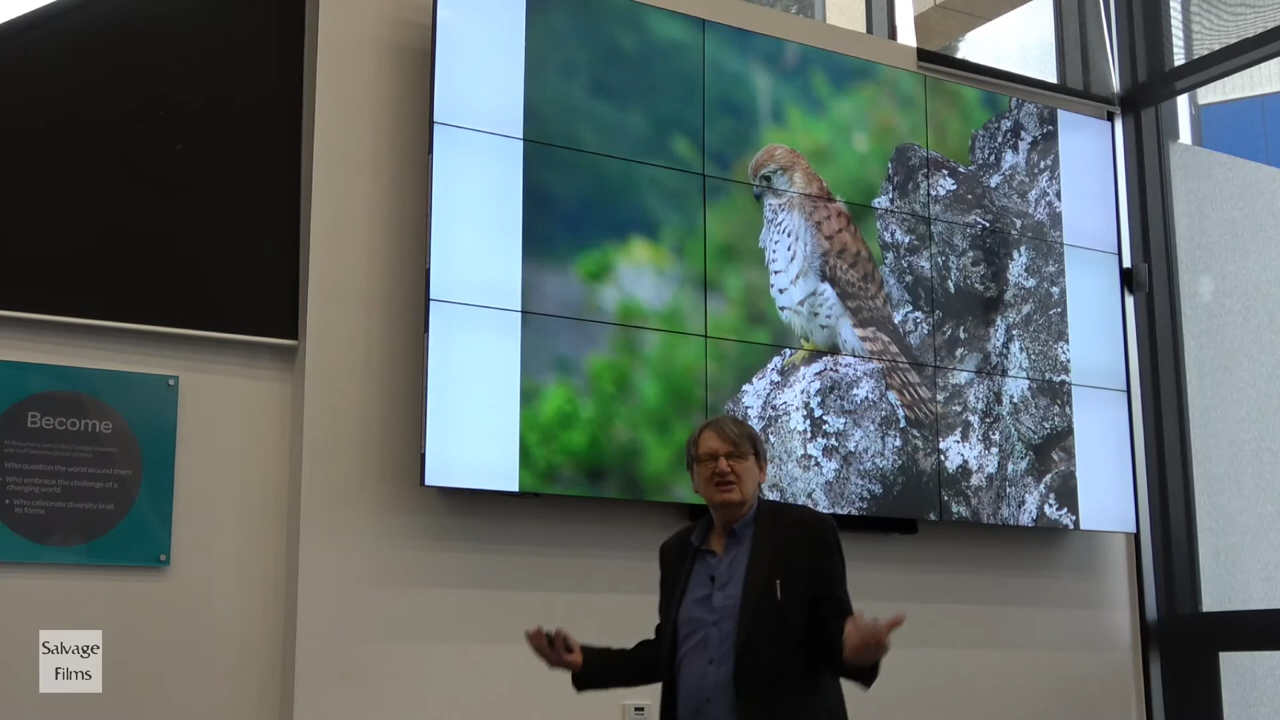 Become
Who question the world around them
Who embrace the challenge of a
changing world
Who celebrate diversity in all
its forms
Salvage
Films